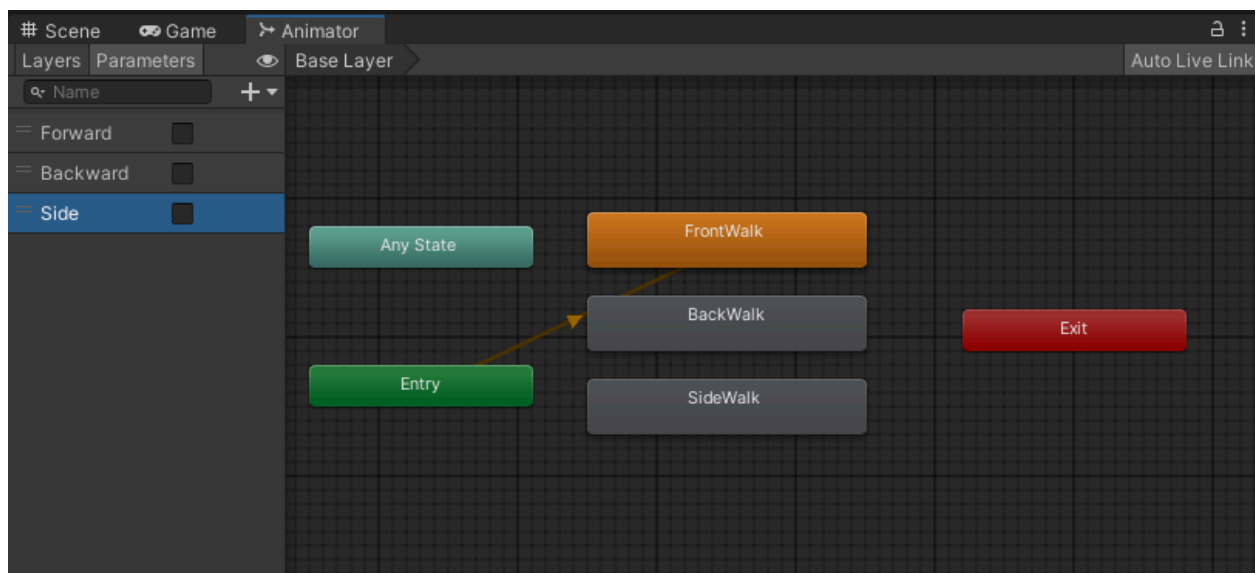 Scene Game Animator
Layers Parameters Base Layer Auto Live Link
Name
Forward
Backward
Side
Any State
FrontWalk
BackWalk
Exit
Entry
SideWalk